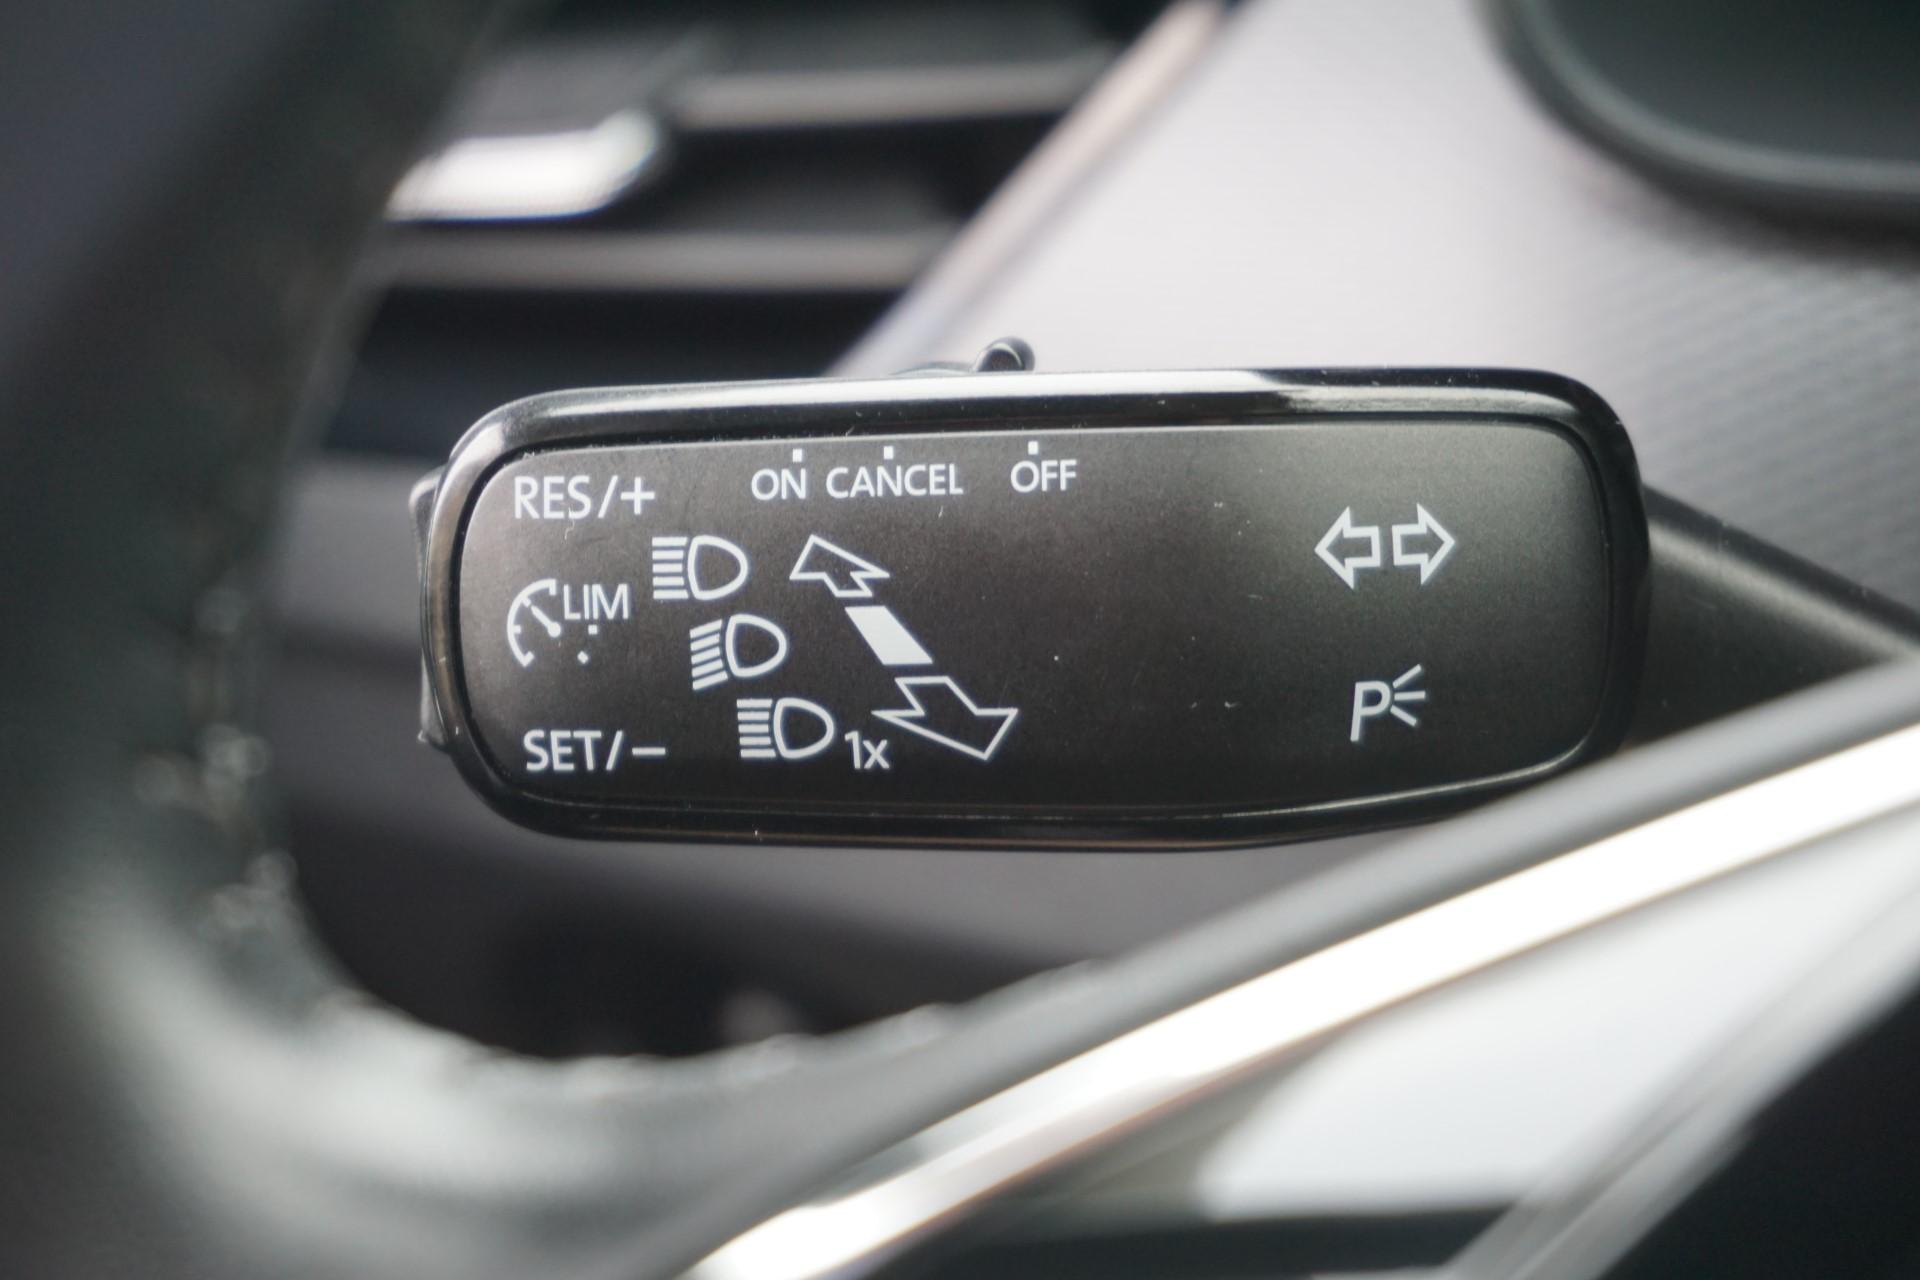 RES/+ ON CANCEL OFF
LIM
SET/– 1x
P